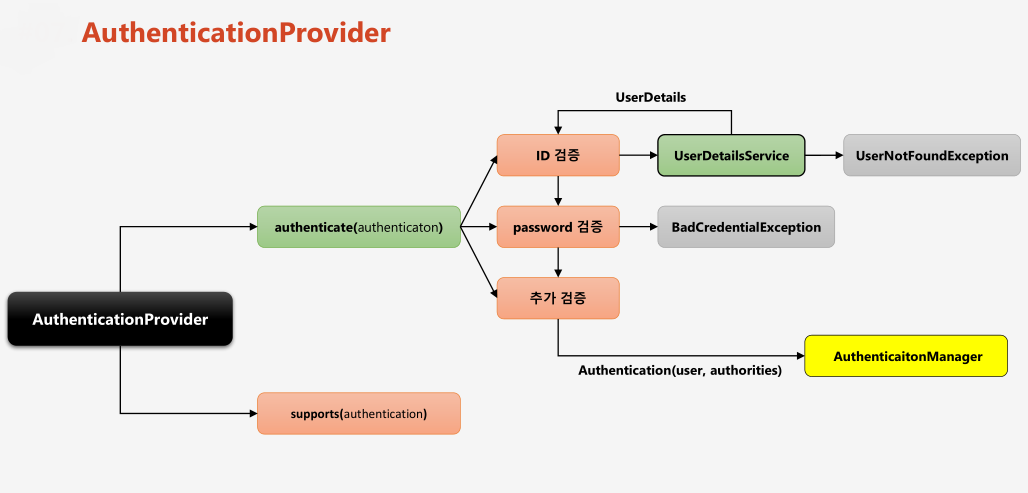 AuthenticationProvider
UserDetails
ID 검증
UserDetailsService
UserNotFoundException
authenticate(authenticaton)
password 검증
BadCredentialException
추가 검증
AuthenticationProvider
AuthenticaitonManager
Authentication(user, authorities)
supports(authentication)